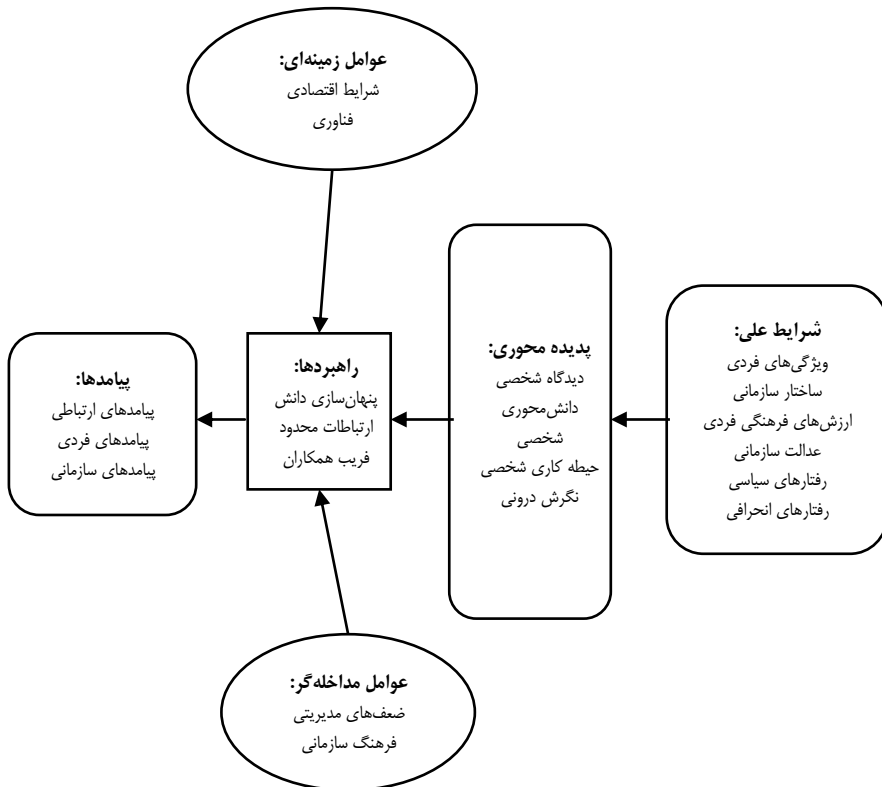 عوامل زمینه‌ای:
شرایط اقتصادی
فناوری
شرایط علی:
ویژگی‌های فردی
ساختار سازمانی
ارزش‌های فرهنگی فردی
عدالت سازمانی
رفتارهای سیاسی
رفتارهای انحرافی
پدیده محوری:
دیدگاه شخصی
دانش‌محوری
شخصی
حیطه کاری شخصی
نگرش درونی
راهبردها:
پنهان‌سازی دانش
ارتباطات محدود
فریب همکاران
پیامدها:
پیامدهای ارتباطی
پیامدهای فردی
پیامدهای سازمانی
عوامل مداخله‌گر:
ضعف‌های مدیریتی
فرهنگ سازمانی